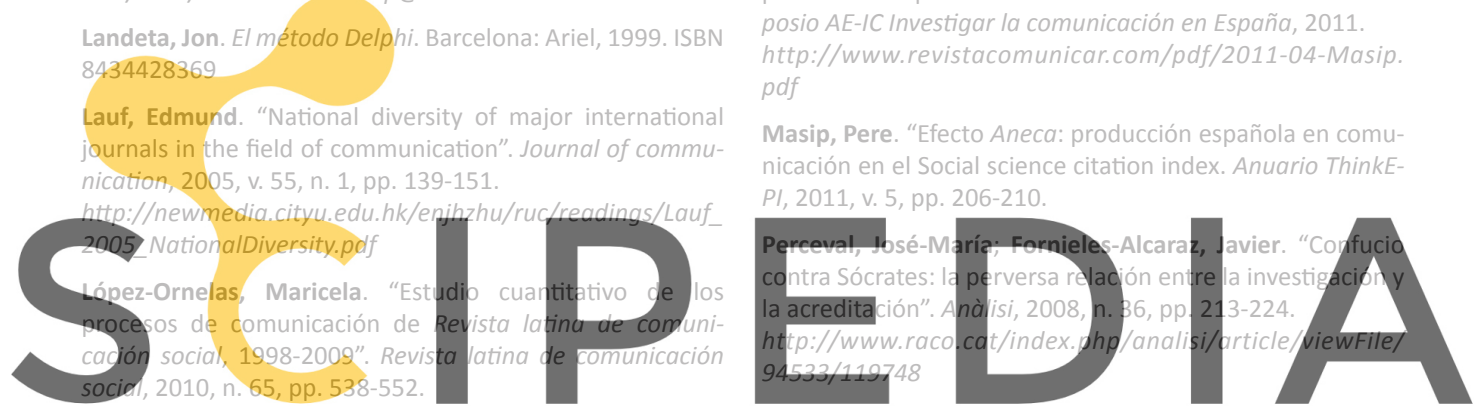 Landeta, Jon. El método Delphi. Barcelona: Ariel, 1999. ISBN
8434428369
Lauf, Edmund. “National diversity of major international
journals in the field of communication”. Journal of commu-
nication, 2005, v. 55, n. 1, pp. 139-151.
http://newmedia.cityu.edu.hk/enjhzhu/ruc/readings/Lauf_
2005_NationalDiversity.pdf
López-Ornelas, Maricela. “Estudio cuantitativo de los
procesos de comunicación de Revista latina de comuni-
cación social, 1998-2009”. Revista latina de comunicación
social, 2010, n. 65, pp. 538-552.
posio AE-IC Investigar la comunicación en España, 2011.
http://www.revistacomunicar.com/pdf/2011-04-Masip.
pdf
Masip, Pere. “Efecto Aneca: producción española en comu-
nicación en el Social science citation index. Anuario ThinkE-
PI, 2011, v. 5, pp. 206-210.
Perceval, José-María; Fornieles-Alcaraz, Javier. “Confucio
contra Sócrates: la perversa relación entre la investigación y
la acreditación”. Anàlisi, 2008, n. 36, pp. 213-224.
http://www.raco.cat/index.php/analisi/article/viewFile/
94533/119748
SCIPEDIA